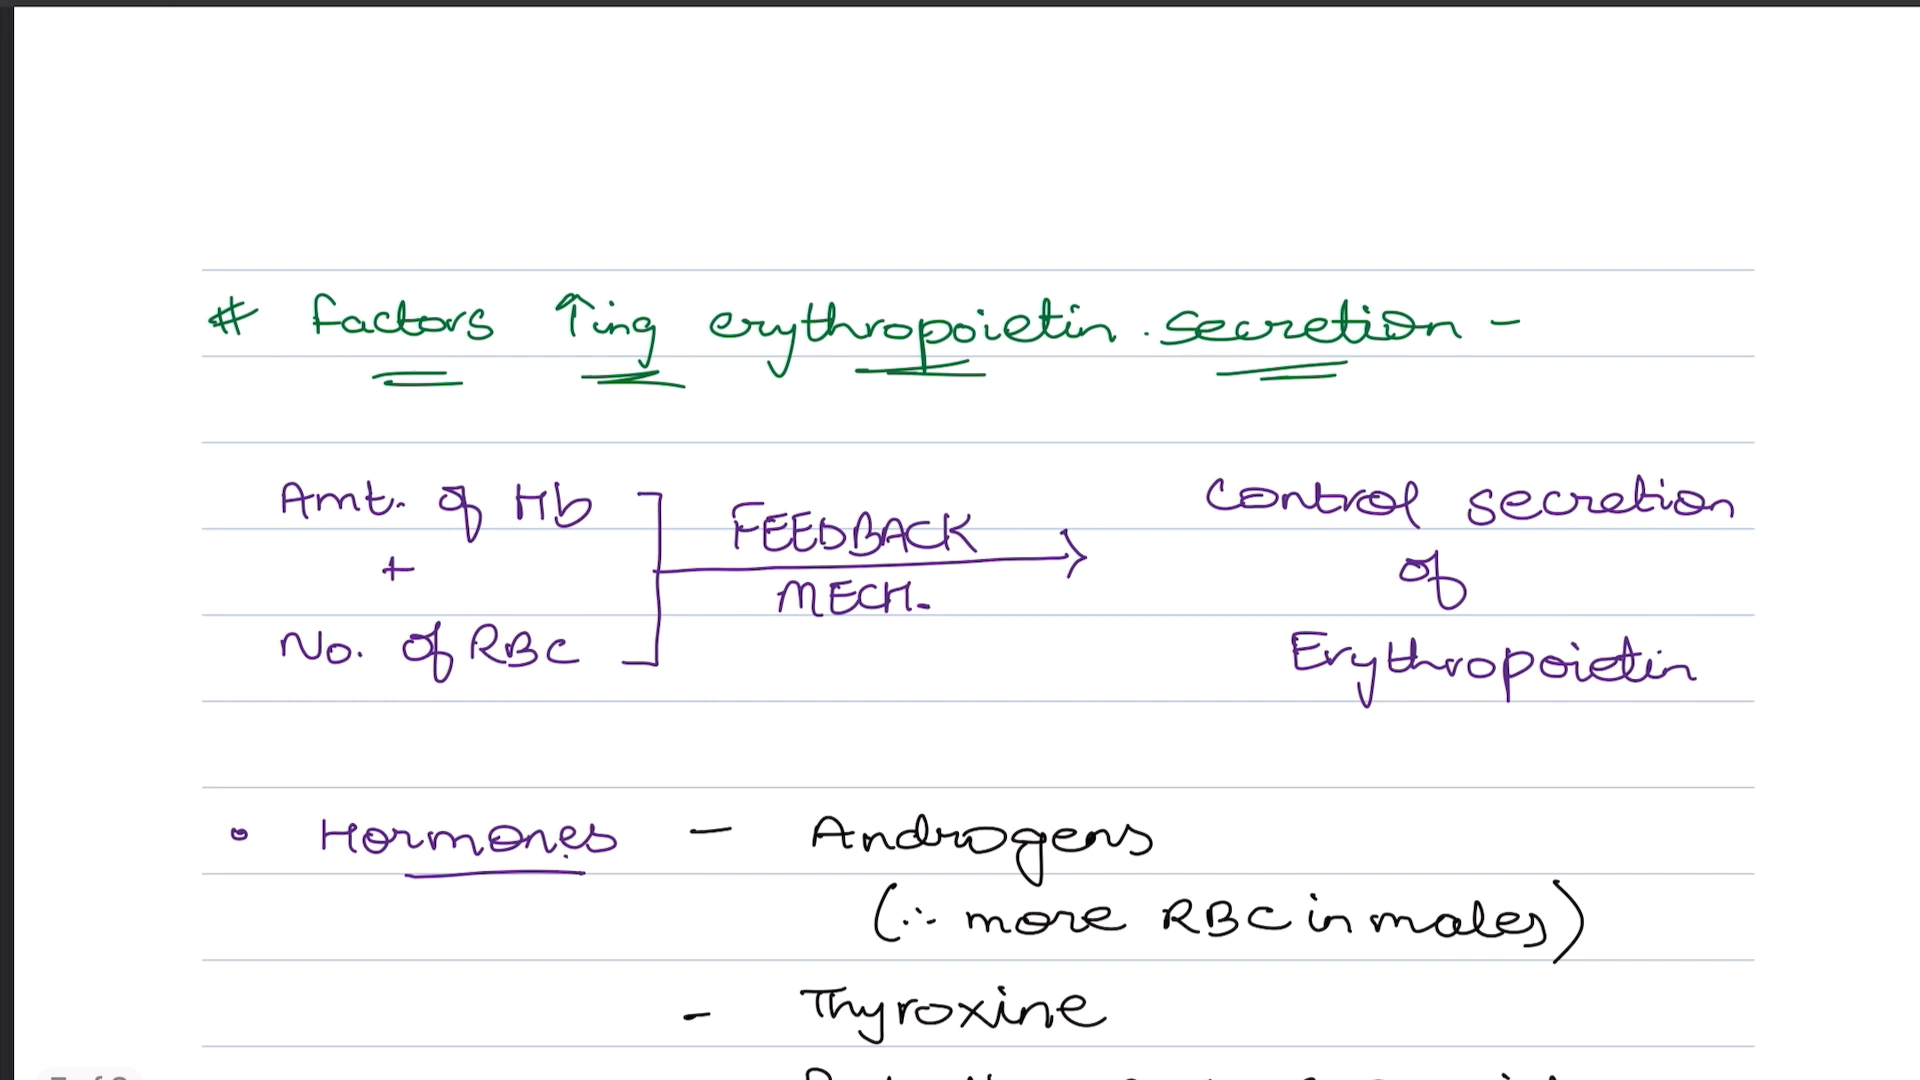 # Factors ↑ing erythropoietin secretion -
Amt. of Hb
+
No. of RBC
FEEDBACK
MECH.
Control secretion
of
Erythropoietin
• Hormones - Androgens
(∴ more RBC in males)
- Thyroxine